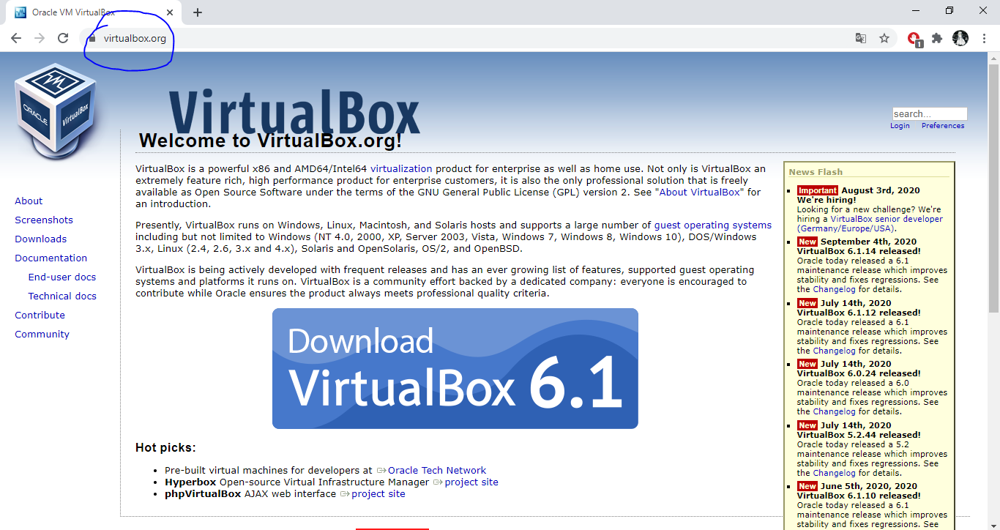 Oracle VM VirtualBox
virtualbox.org
1
ORACLE
VirtualBox
VirtualBox
search...
Login Preferences
Welcome to VirtualBox.org!
VirtualBox is a powerful x86 and AMD64/Intel64 virtualization product for enterprise as well as home use. Not only is VirtualBox an
extremely feature rich, high performance product for enterprise customers, it is also the only professional solution that is freely
available as Open Source Software under the terms of the GNU General Public License (GPL) version 2. See "About VirtualBox" for
an introduction.
Presently, VirtualBox runs on Windows, Linux, Macintosh, and Solaris hosts and supports a large number of guest operating systems
including but not limited to Windows (NT 4.0, 2000, XP, Server 2003, Vista, Windows 7, Windows 8, Windows 10), DOS/Windows
3.x, Linux (2.4, 2.6, 3.x and 4.x), Solaris and OpenSolaris, OS/2, and OpenBSD.
VirtualBox is being actively developed with frequent releases and has an ever growing list of features, supported guest operating
systems and platforms it runs on. VirtualBox is a community effort backed by a dedicated company: everyone is encouraged to
contribute while Oracle ensures the product always meets professional quality criteria.
Download
VirtualBox 6.1
Hot picks:
Pre-built virtual machines for developers at Oracle Tech Network
Hyperbox Open-source Virtual Infrastructure Manager project site
phpVirtualBox AJAX web interface project site
About
Screenshots
Downloads
Documentation
End-user docs
Technical docs
Contribute
Community
News Flash
Important August 3rd, 2020
We're hiring!
Looking for a new challenge? We're
hiring a VirtualBox senior developer
(Germany/Europe/USA).
New September 4th, 2020
VirtualBox 6.1.14 released!
Oracle today released a 6.1
maintenance release which improves
stability and fixes regressions. See
the Changelog for details.
New July 14th, 2020
VirtualBox 6.1.12 released!
Oracle today released a 6.1
maintenance release which improves
stability and fixes regressions. See
the Changelog for details.
New July 14th, 2020
VirtualBox 6.0.24 released!
Oracle today released a 6.0
maintenance release which improves
stability and fixes regressions. See
the Changelog for details.
New July 14th, 2020
VirtualBox 5.2.44 released!
Oracle today released a 5.2
maintenance release which improves
stability and fixes regressions. See
the Changelog for details.
New June 5th, 2020, 2020
VirtualBox 6.1.10 released!
Oracle today released a 6.1
maintenance release which improves
stability and fixes regressions. See